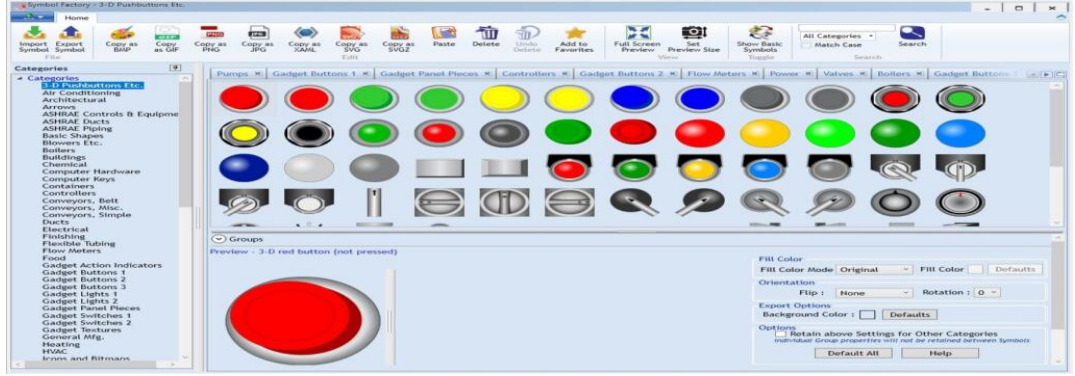 Symbol Factory - 3-D Pushbuttons Etc.
Home
Import Symbol
Export Symbol
Copy as BMP
Copy as GIF
Copy as PNG
Copy as JPG
Copy as XAML
Copy as SVG
Copy as SVGZ
Paste
Delete
Undo Delete
Add to Favorites
Full Screen Preview
Set Preview Size
Show Basic Symbols
All Categories
Match Case
Search
File
Edit
View
Toggle
Search
Categories
Categories
3-D Pushbuttons Etc.
Air Conditioning
Architectural
Arrows
ASHRAE Controls & Equipme
ASHRAE Ducts
ASHRAE Piping
Basic Shapes
Blowers Etc.
Boilers
Buildings
Chemical
Computer Hardware
Computer Keys
Containers
Controllers
Conveyors, Belt
Conveyors, Misc.
Conveyors, Simple
Ducts
Electrical
Finishing
Flexible Tubing
Flow Meters
Food
Gadget Action Indicators
Gadget Buttons 1
Gadget Buttons 2
Gadget Buttons 3
Gadget Lights 1
Gadget Lights 2
Gadget Panel Pieces
Gadget Switches 1
Gadget Switches 2
Gadget Textures
General Mfg.
Heating
HVAC
Icons and Bitmaps
Pumps Gadget Buttons 1 Gadget Panel Pieces Controllers Gadget Buttons 2 Flow Meters Power Valves Boilers Gadget Buttons
Groups
Preview - 3-D red button (not pressed)
Fill Color
Fill Color Mode Original Fill Color Defaults
Orientation
Flip : None Rotation : 0
Export Options
Background Color : Defaults
Options
Retain above Settings for Other Categories
individual Group properties will not be retained between Symbols
Default All Help